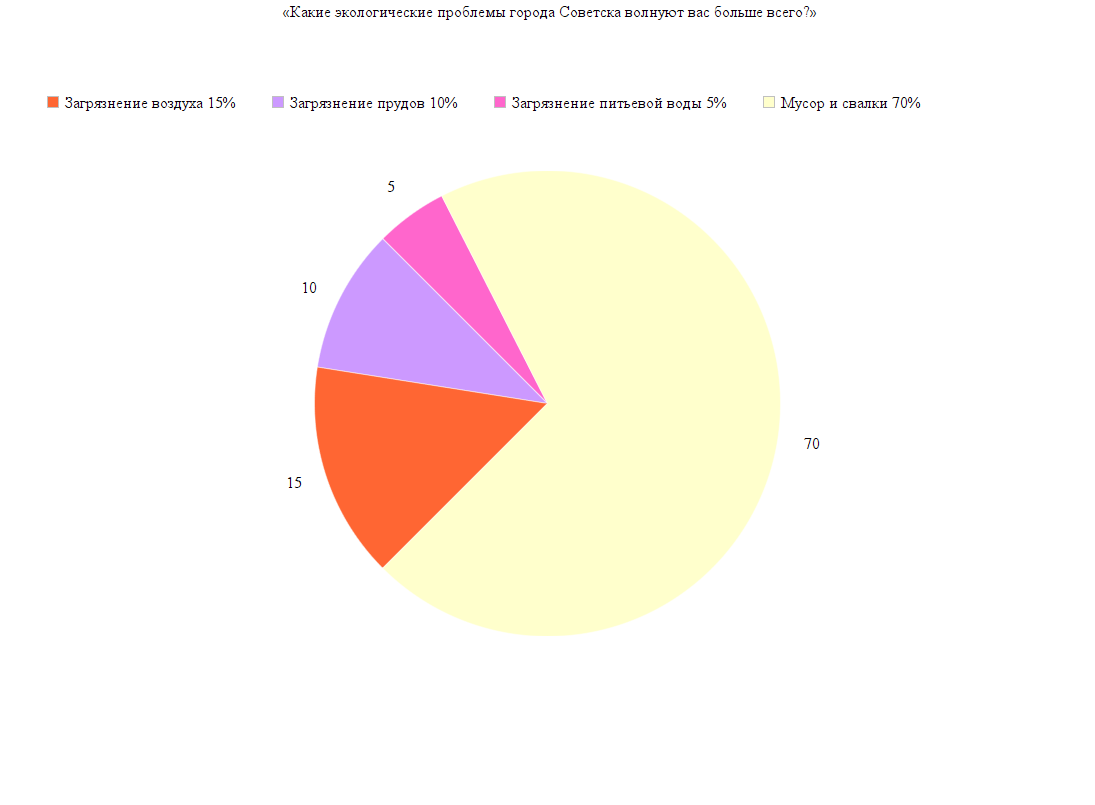 «Какие экологические проблемы города Советска волнуют вас больше всего?»
Загрязнение воздуха 15% Загрязнение прудов 10% Загрязнение питьевой воды 5% Мусор и свалки 70%
5
10
70
15